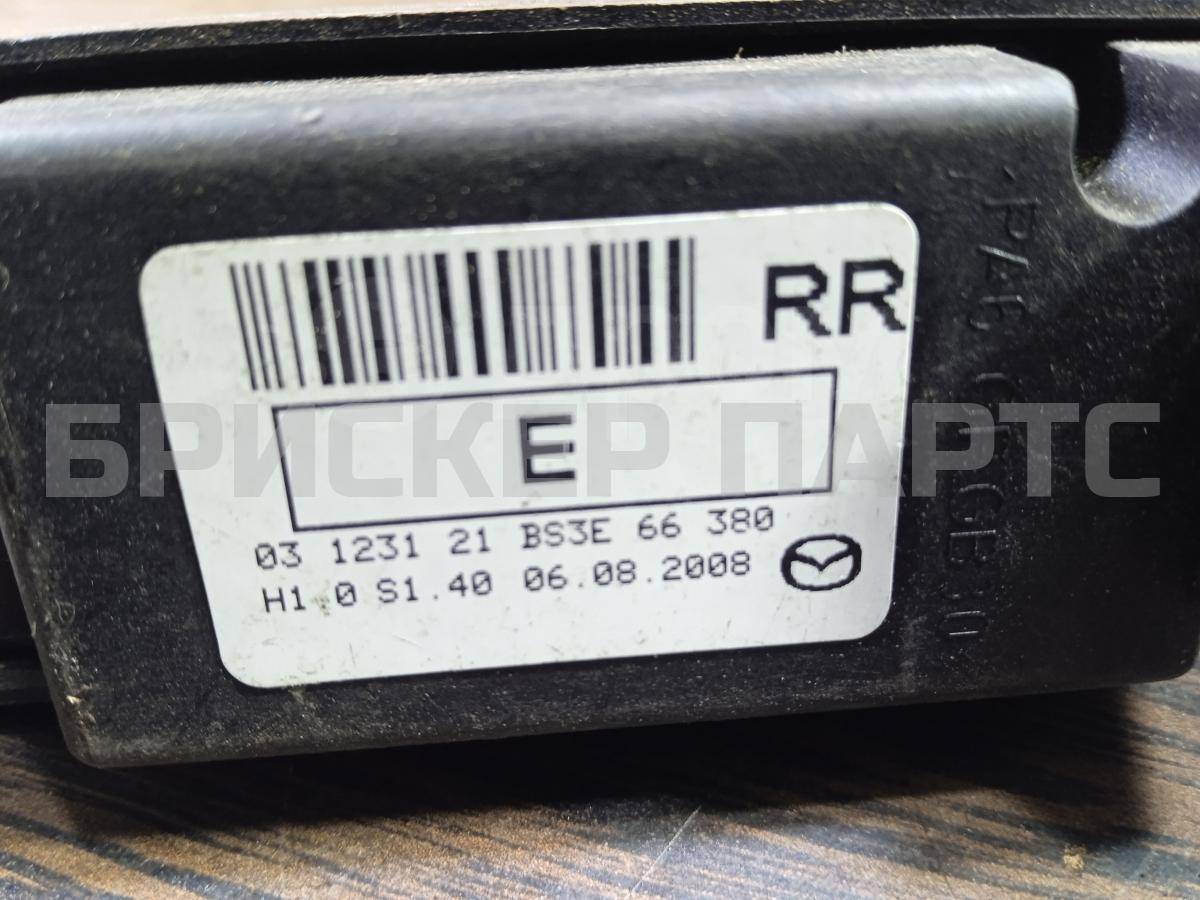 RR
E
БРИСКЕР ПАРТС
03 1231 21 BS3E 66 380
H1.0 S1.40 06.08.2008